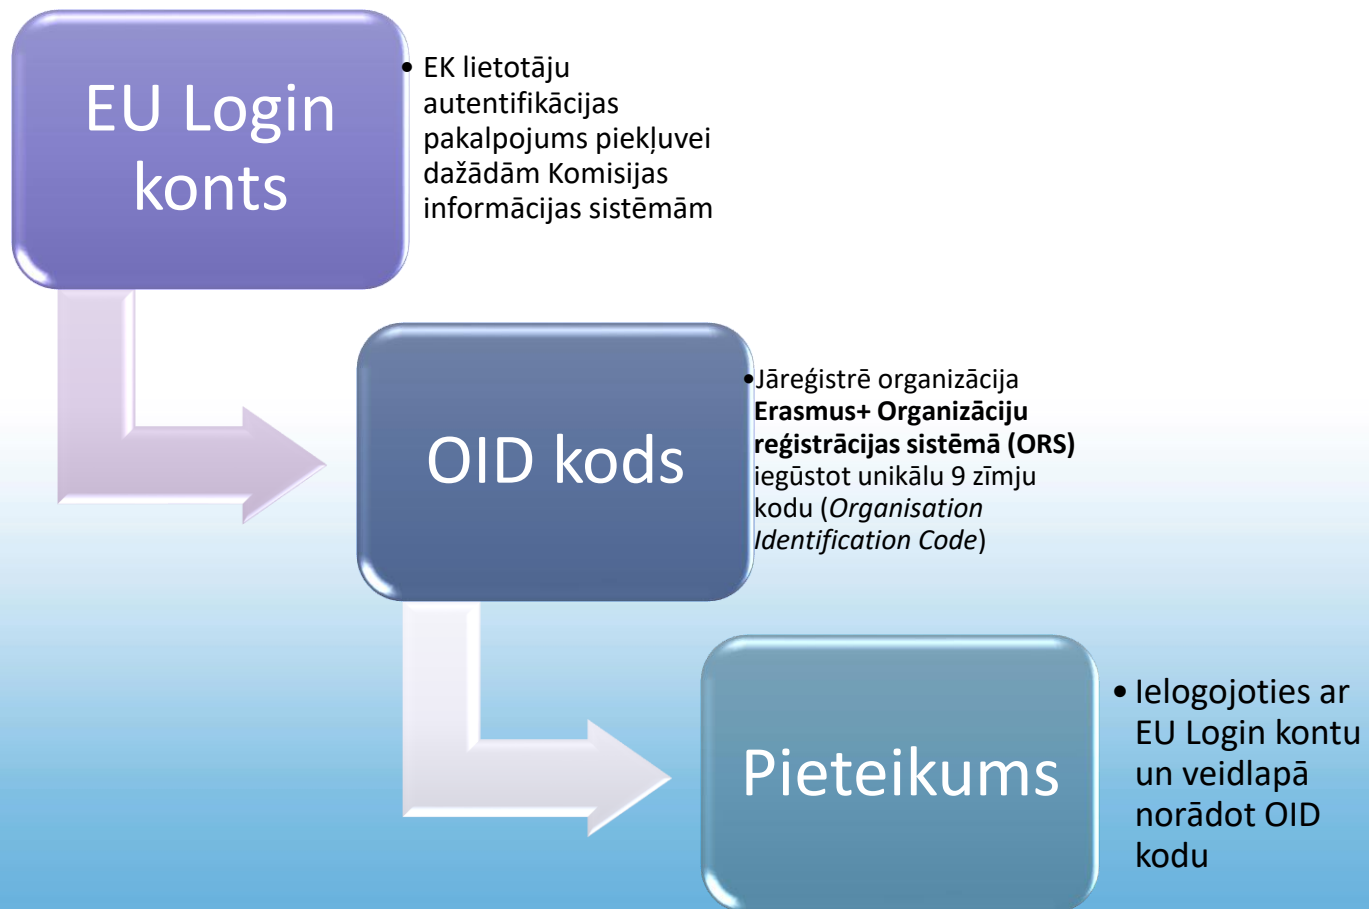 EU Login
konts
• EK lietotāju
autentifikācijas
pakalpojums piekļuvei
dažādām Komisijas
informācijas sistēmām
OID kods
•Jāreģistrē organizācija
Erasmus+ Organizāciju
reģistrācijas sistēmā (ORS)
iegūstot unikālu 9 zīmju
kodu (Organisation
Identification Code)
Pieteikums
• Ielogojoties ar
EU Login kontu
un veidlapā
norādot OID
kodu